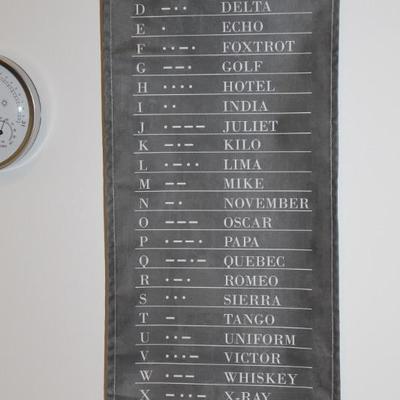 D −·· DELTA
E · ECHO
F ··−· FOXTROT
G −−· GOLF
H ···· HOTEL
I ·· INDIA
J ·−−− JULIET
K −·− KILO
L ·−·· LIMA
M −− MIKE
N −· NOVEMBER
O −−− OSCAR
P ·−−· PAPA
Q −−·− QUEBEC
R ·−· ROMEO
S ··· SIERRA
T − TANGO
U ··− UNIFORM
V ···− VICTOR
W ·−− WHISKEY
X −··− X-RAY